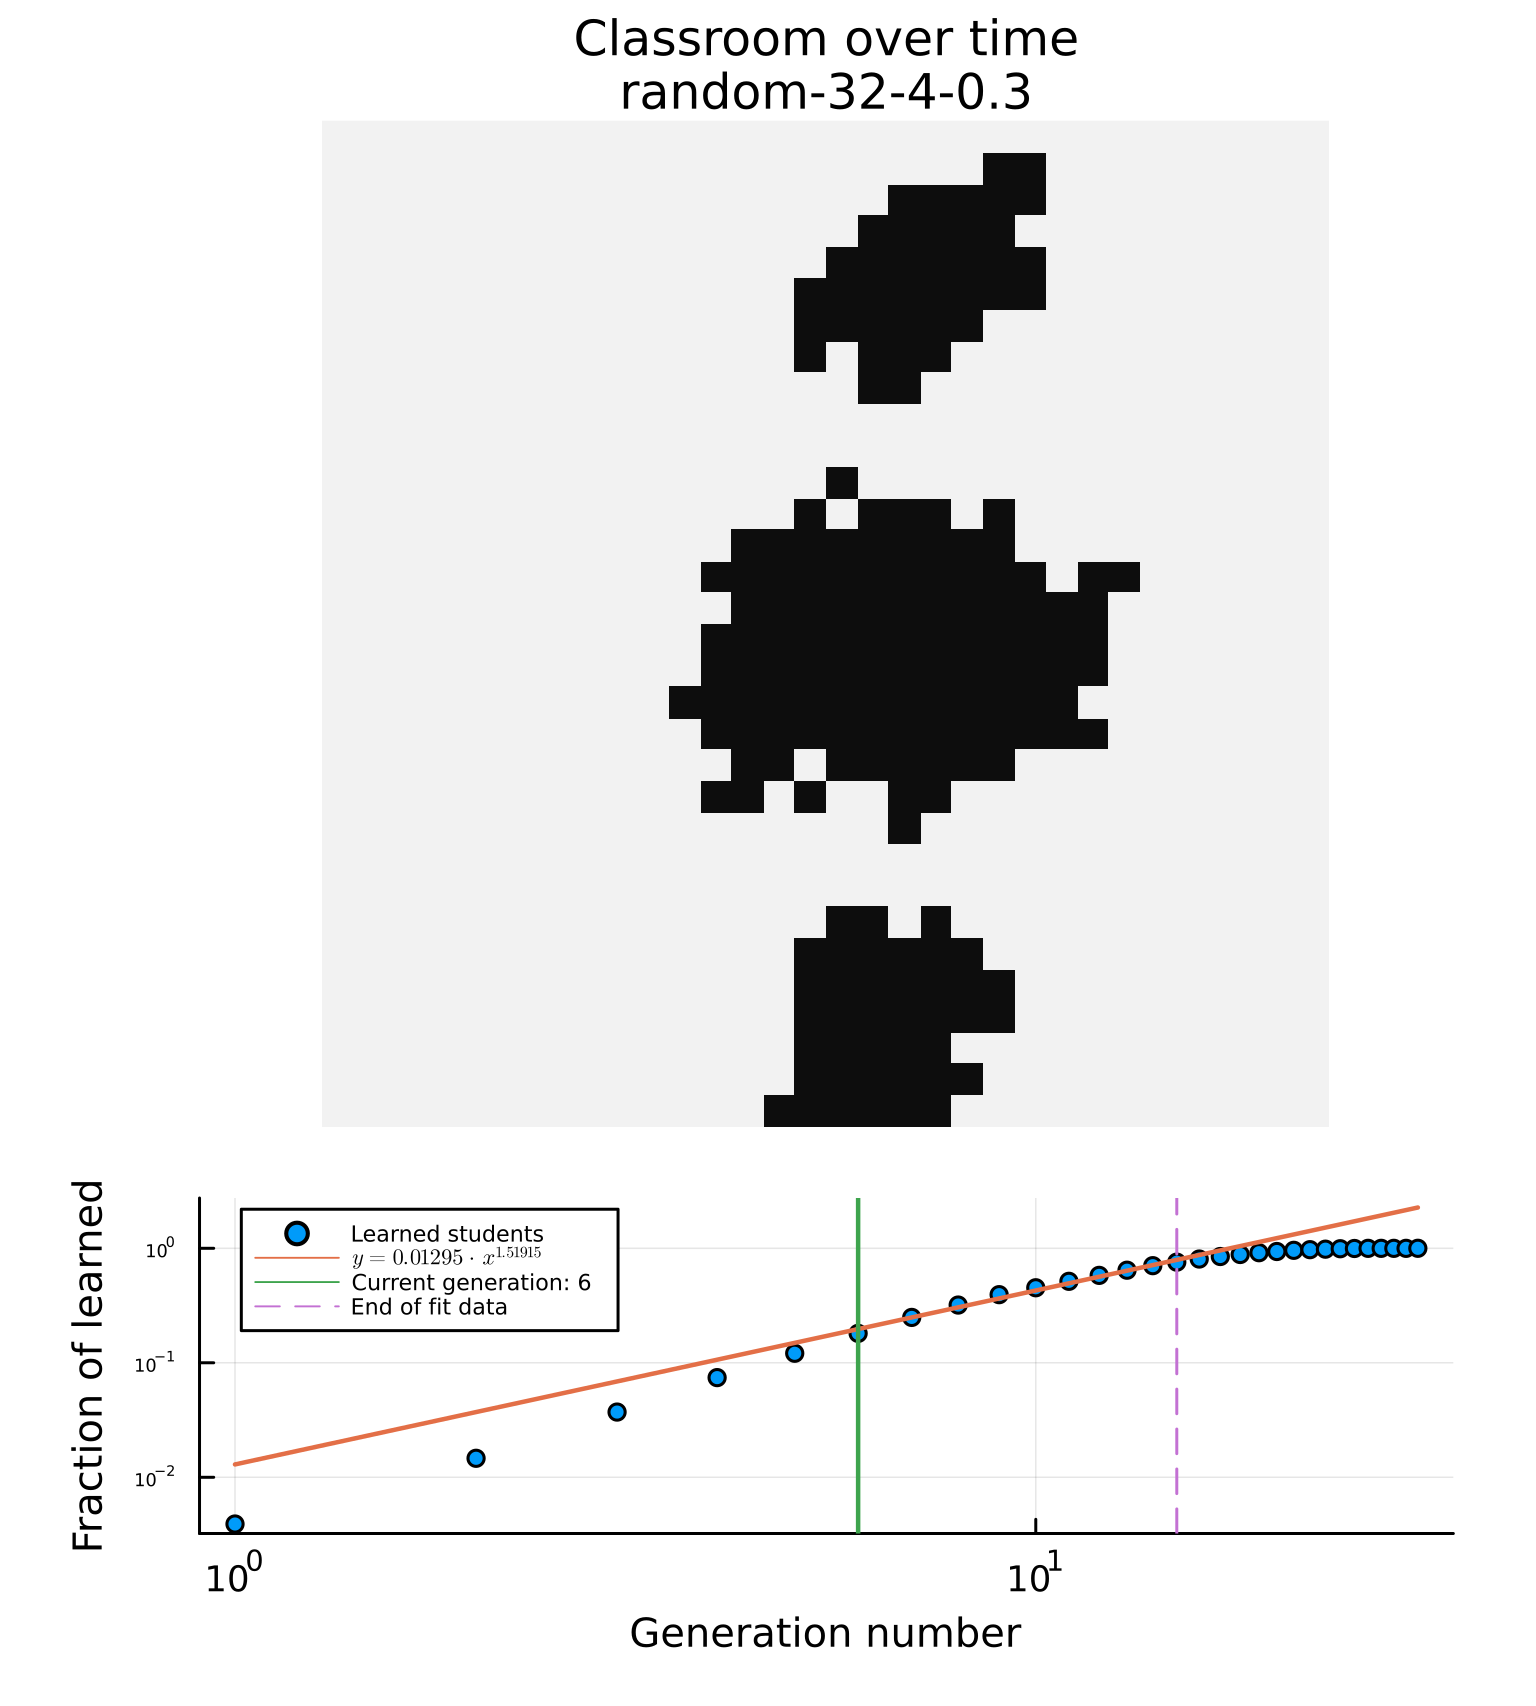 Classroom over time
random-32-4-0.3
Fraction of learned
10^0
10^-1
10^-2
Learned students
y = 0.01295 · x^1.51915
Current generation: 6
End of fit data
10^0
10^1
Generation number